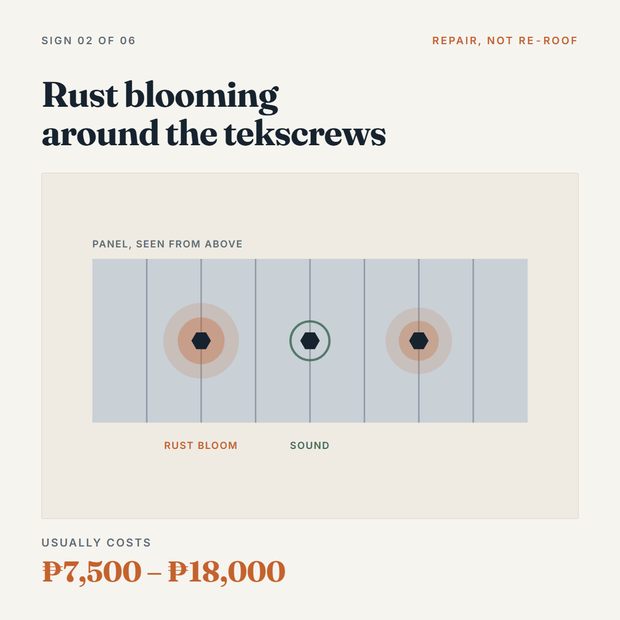 SIGN 02 OF 06
REPAIR, NOT RE-ROOF
Rust blooming
around the tekscrews
PANEL, SEEN FROM ABOVE
RUST BLOOM
SOUND
USUALLY COSTS
₱7,500 – ₱18,000